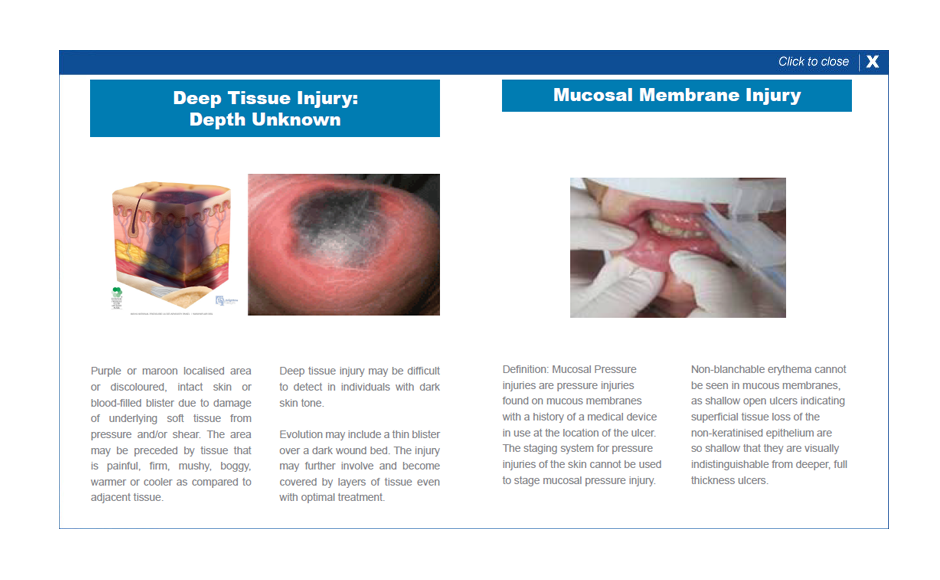 Click to close
X
Deep Tissue Injury:
Depth Unknown
Purple or maroon localised area
or discoloured, intact skin or
blood-filled blister due to damage
of underlying soft tissue from
pressure and/or shear. The area
may be preceded by tissue that
is painful, firm, mushy, boggy,
warmer or cooler as compared to
adjacent tissue.
Deep tissue injury may be difficult
to detect in individuals with dark
skin tone.
Evolution may include a thin blister
over a dark wound bed. The injury
may further involve and become
covered by layers of tissue even
with optimal treatment.
Mucosal Membrane Injury
Definition: Mucosal Pressure
injuries are pressure injuries
found on mucous membranes
with a history of a medical device
in use at the location of the ulcer.
The staging system for pressure
injuries of the skin cannot be used
to stage mucosal pressure injury.
Non-blanchable erythema cannot
be seen in mucous membranes,
as shallow open ulcers indicating
superficial tissue loss of the
non-keratinised epithelium are
so shallow that they are visually
indistinguishable from deeper, full
thickness ulcers.